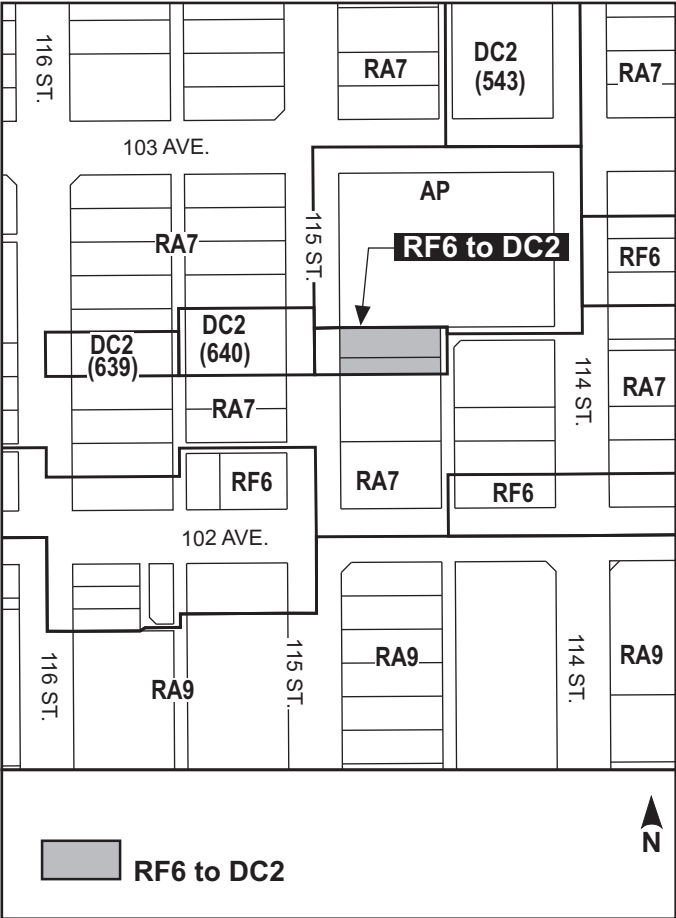 116 ST.
RA7
DC2
(543)
RA7
103 AVE.
AP
RA7
115 ST.
RF6 to DC2
RF6
DC2
(639)
DC2
(640)
114 ST.
RA7
RA7
RF6
RA7
RF6
102 AVE.
116 ST.
RA9
115 ST.
RA9
114 ST.
RA9
N
RF6 to DC2